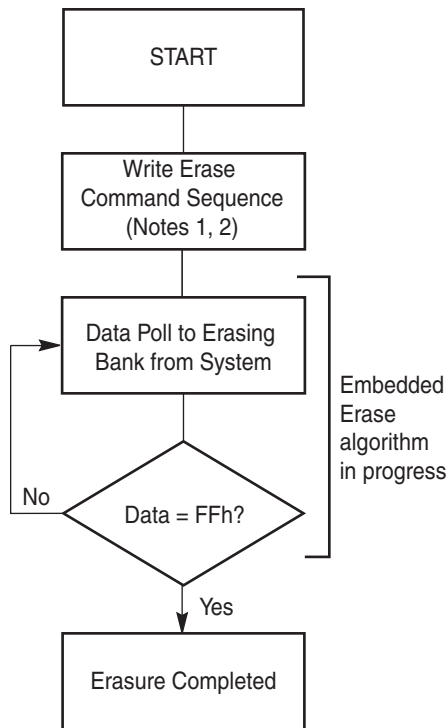 START
Write Erase
Command Sequence
(Notes 1, 2)
Data Poll to Erasing
Bank from System
Embedded
Erase
algorithm
in progress
No
Data = FFh?
Yes
Erasure Completed